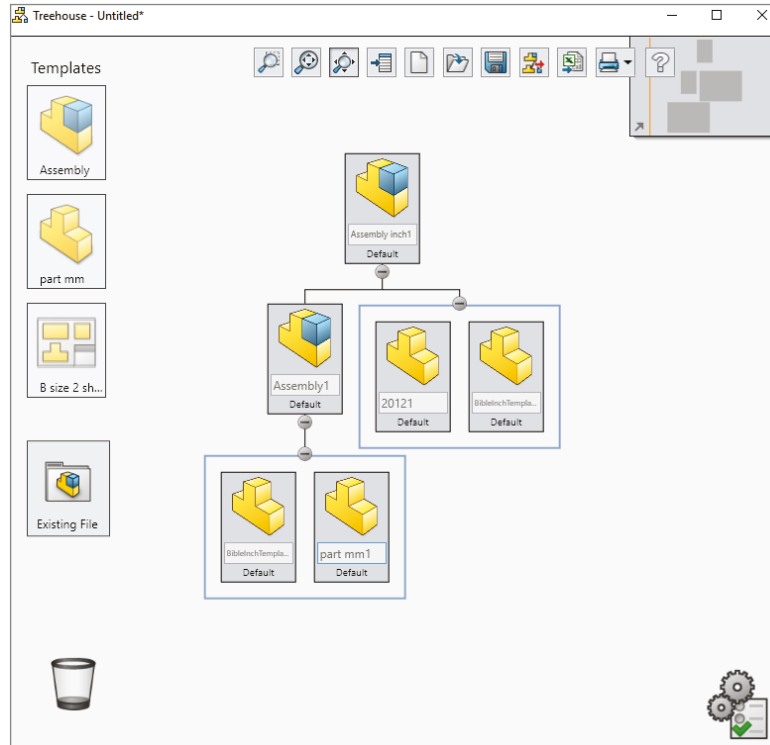 Treehouse - Untitled*
Templates
Assembly
part mm
B size 2 sh...
Existing File
Assembly inch1
Default
Assembly1
Default
20121
Default
BibleInchTempla...
Default
BibleInchTempla...
Default
part mm1
Default